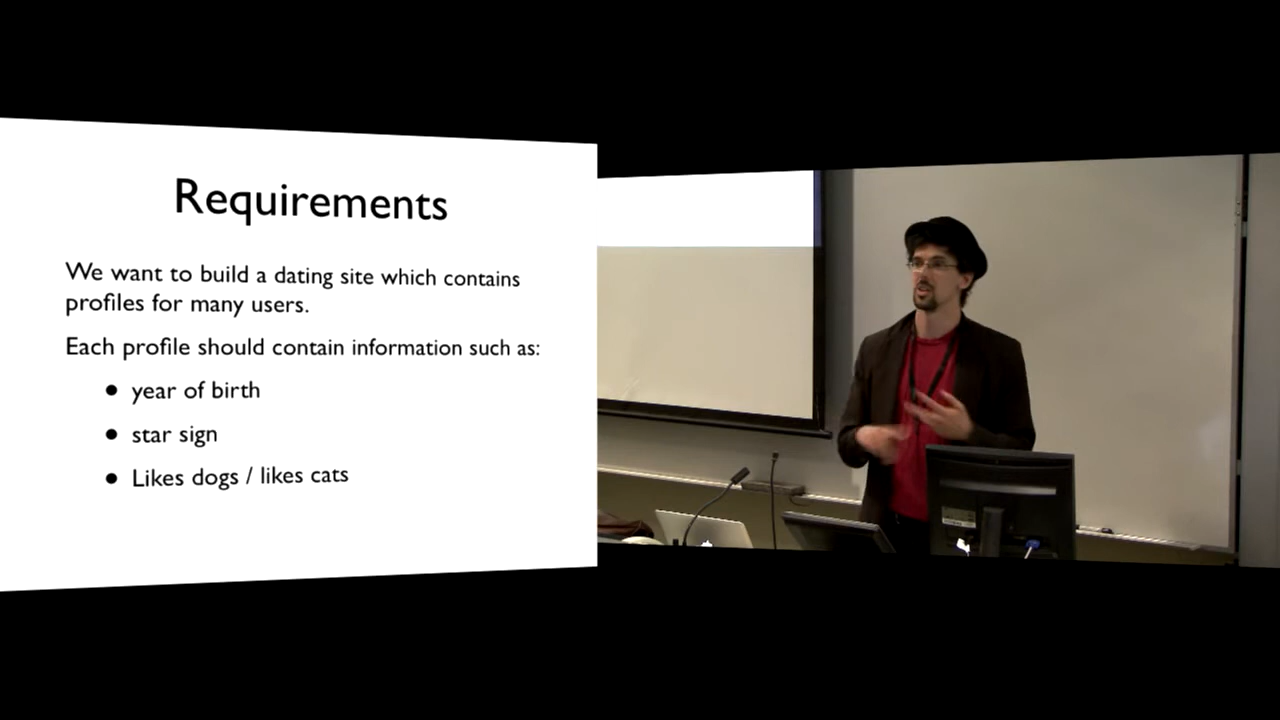 Requirements
We want to build a dating site which contains
profiles for many users.
Each profile should contain information such as:
● year of birth
● star sign
● Likes dogs / likes cats